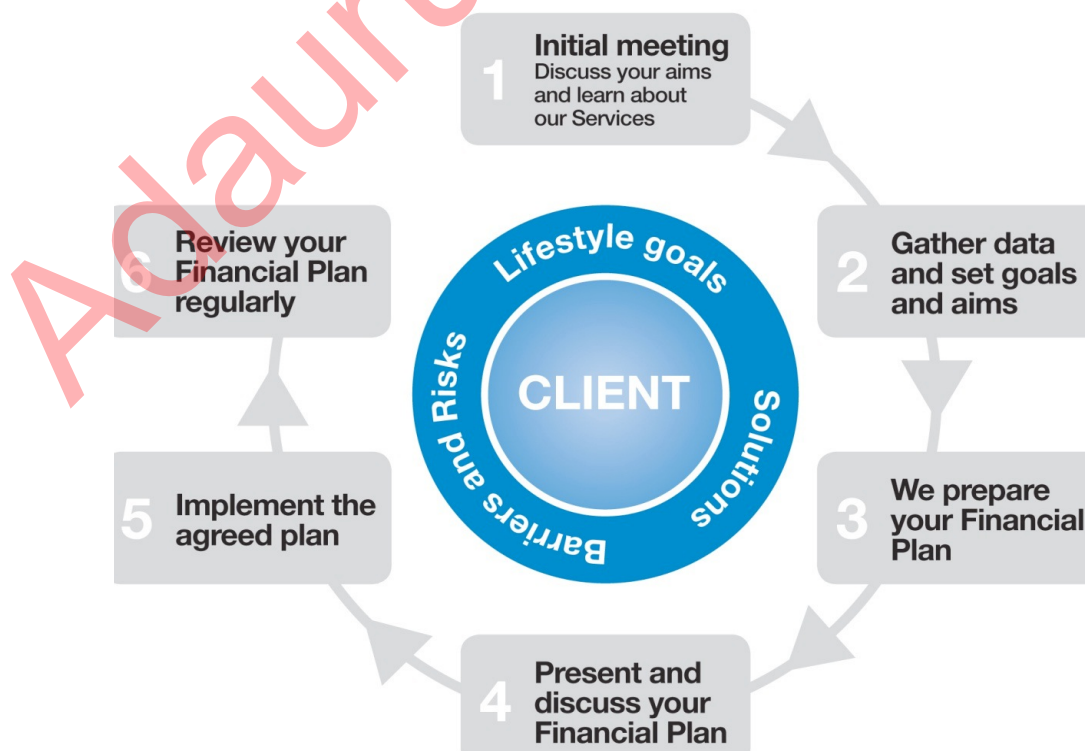 1
Initial meeting
Discuss your aims
and learn about
our Services
2
Gather data
and set goals
and aims
3
We prepare
your Financial
Plan
4
Present and
discuss your
Financial Plan
5
Implement the
agreed plan
6
Review your
Financial Plan
regularly
Lifestyle goals
Solutions
Barriers and Risks
CLIENT